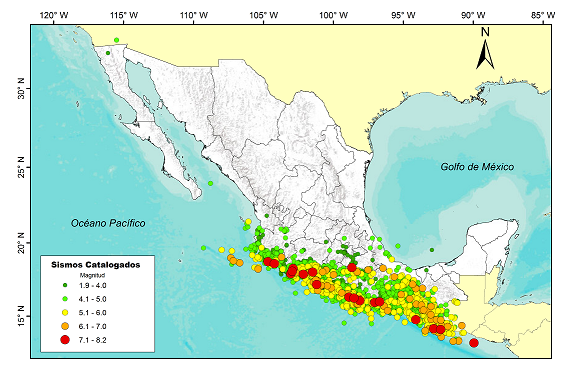 120° W 115° W 110° W 105° W 100° W 95° W 90° W 85° W
N
30° N
25° N
20° N
15° N
Golfo de México
Océano Pacífico
Sismos Catalogados
Magnitud
1.9 - 4.0
4.1 - 5.0
5.1 - 6.0
6.1 - 7.0
7.1 - 8.2